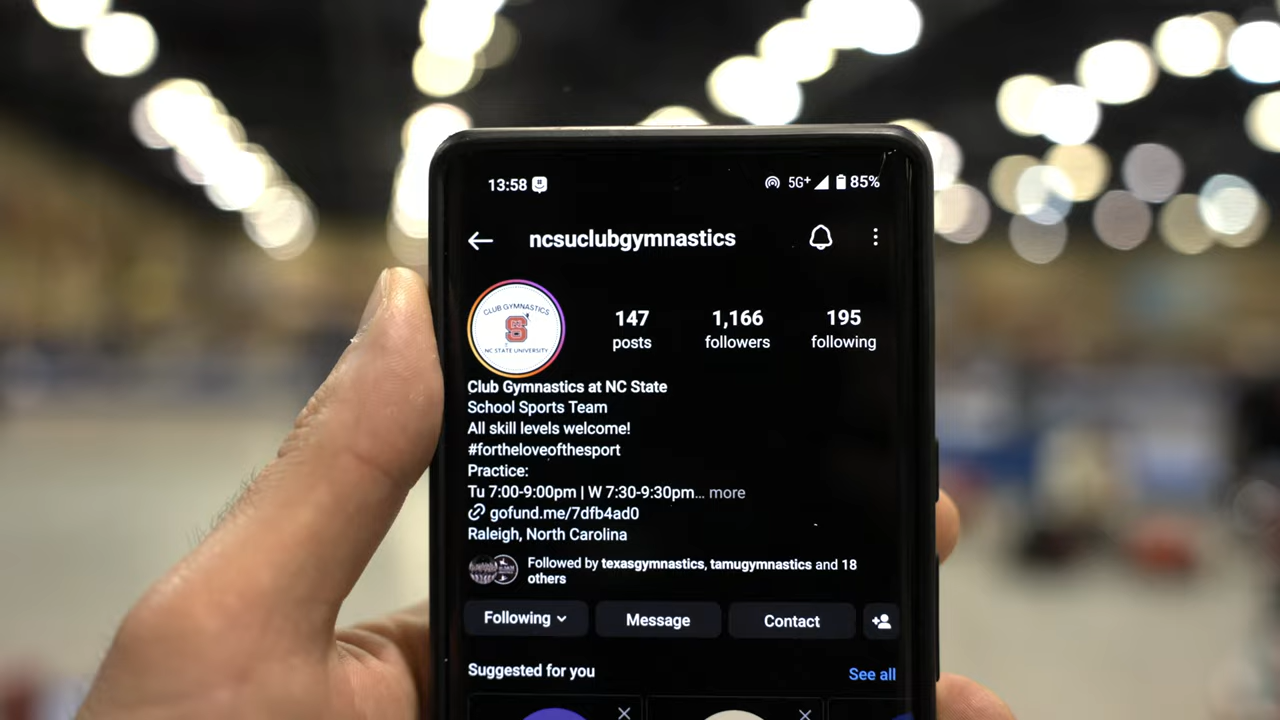 13:58 5G+ 85%
ncsuclubgymnastics
CLUB GYMNASTICS
NC STATE UNIVERSITY
147 1,166 195
posts followers following
Club Gymnastics at NC State
School Sports Team
All skill levels welcome!
#fortheloveofthesport
Practice:
Tu 7:00-9:00pm | W 7:30-9:30pm... more
gofund.me/7dfb4ad0
Raleigh, North Carolina
Followed by texasgymnastics, tamugymnastics and 18
others
Following Message Contact
Suggested for you See all